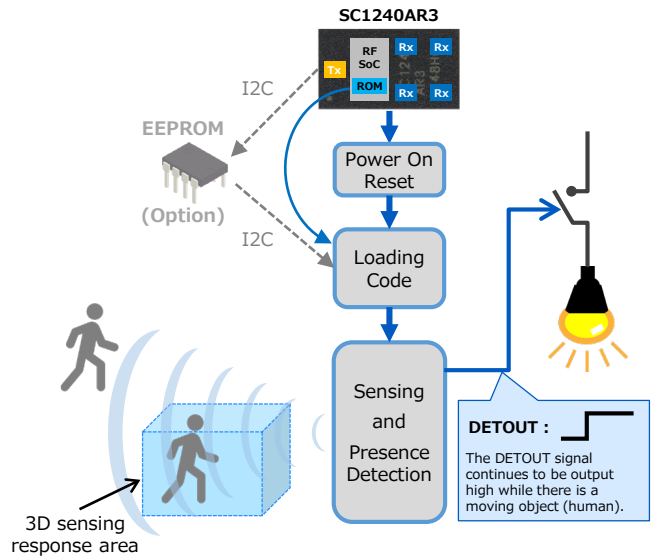 SC1240AR3
RF
SoC
ROM
Tx
Rx
Rx
Rx
Rx
I2C
EEPROM
(Option)
I2C
Power On
Reset
Loading
Code
Sensing
and
Presence
Detection
DETOUT :
The DETOUT signal
continues to be output
high while there is a
moving object (human).
3D sensing
response area